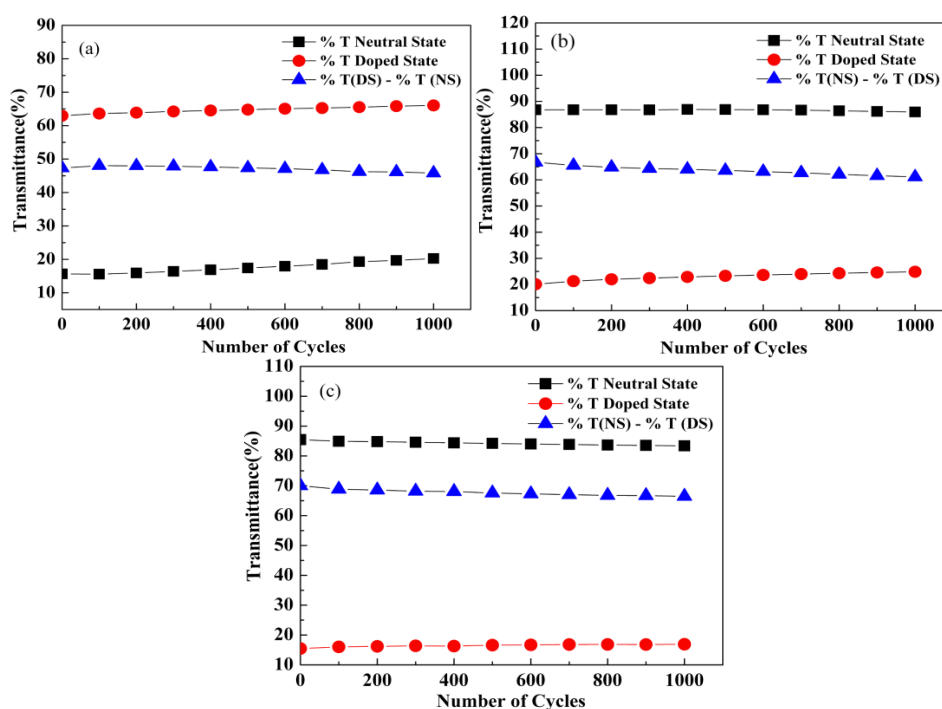 (a)
% T Neutral State
% T Doped State
% T(DS) - % T (NS)
90
80
70
60
50
40
30
20
10
Transmittance(%)
0 200 400 600 800 1000
Number of Cycles
(b)
% T Neutral State
% T Doped State
% T(NS) - % T (DS)
120
110
100
90
80
70
60
50
40
30
20
10
Transmittance(%)
0 200 400 600 800 1000
Number of Cycles
(c)
% T Neutral State
% T Doped State
% T(NS) - % T (DS)
110
100
90
80
70
60
50
40
30
20
10
Transmittance(%)
0 200 400 600 800 1000
Number of Cycles